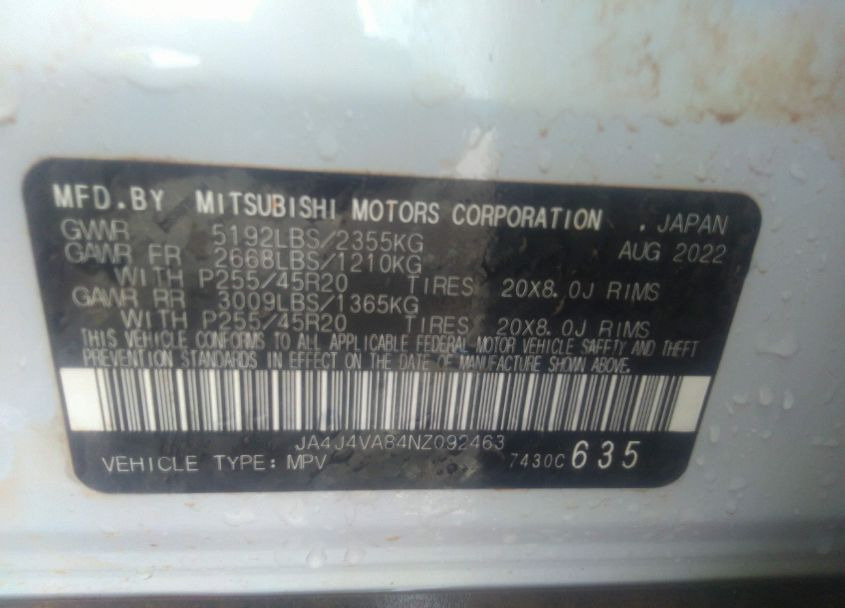 MFD.BY MITSUBISHI MOTORS CORPORATION . JAPAN
GVWR 5192LBS/2355KG AUG 2022
GAWR FR 2668LBS/1210KG
WITH P255/45R20 TIRES 20X8.0J RIMS
GAWR RR 3009LBS/1365KG
WITH P255/45R20 TIRES 20X8.0J RIMS
THIS VEHICLE CONFORMS TO ALL APPLICABLE FEDERAL MOTOR VEHICLE SAFETY AND THEFT
PREVENTION STANDARDS IN EFFECT ON THE DATE OF MANUFACTURE SHOWN ABOVE.
JA4J4VA84NZ092463
VEHICLE TYPE: MPV 7430C 635